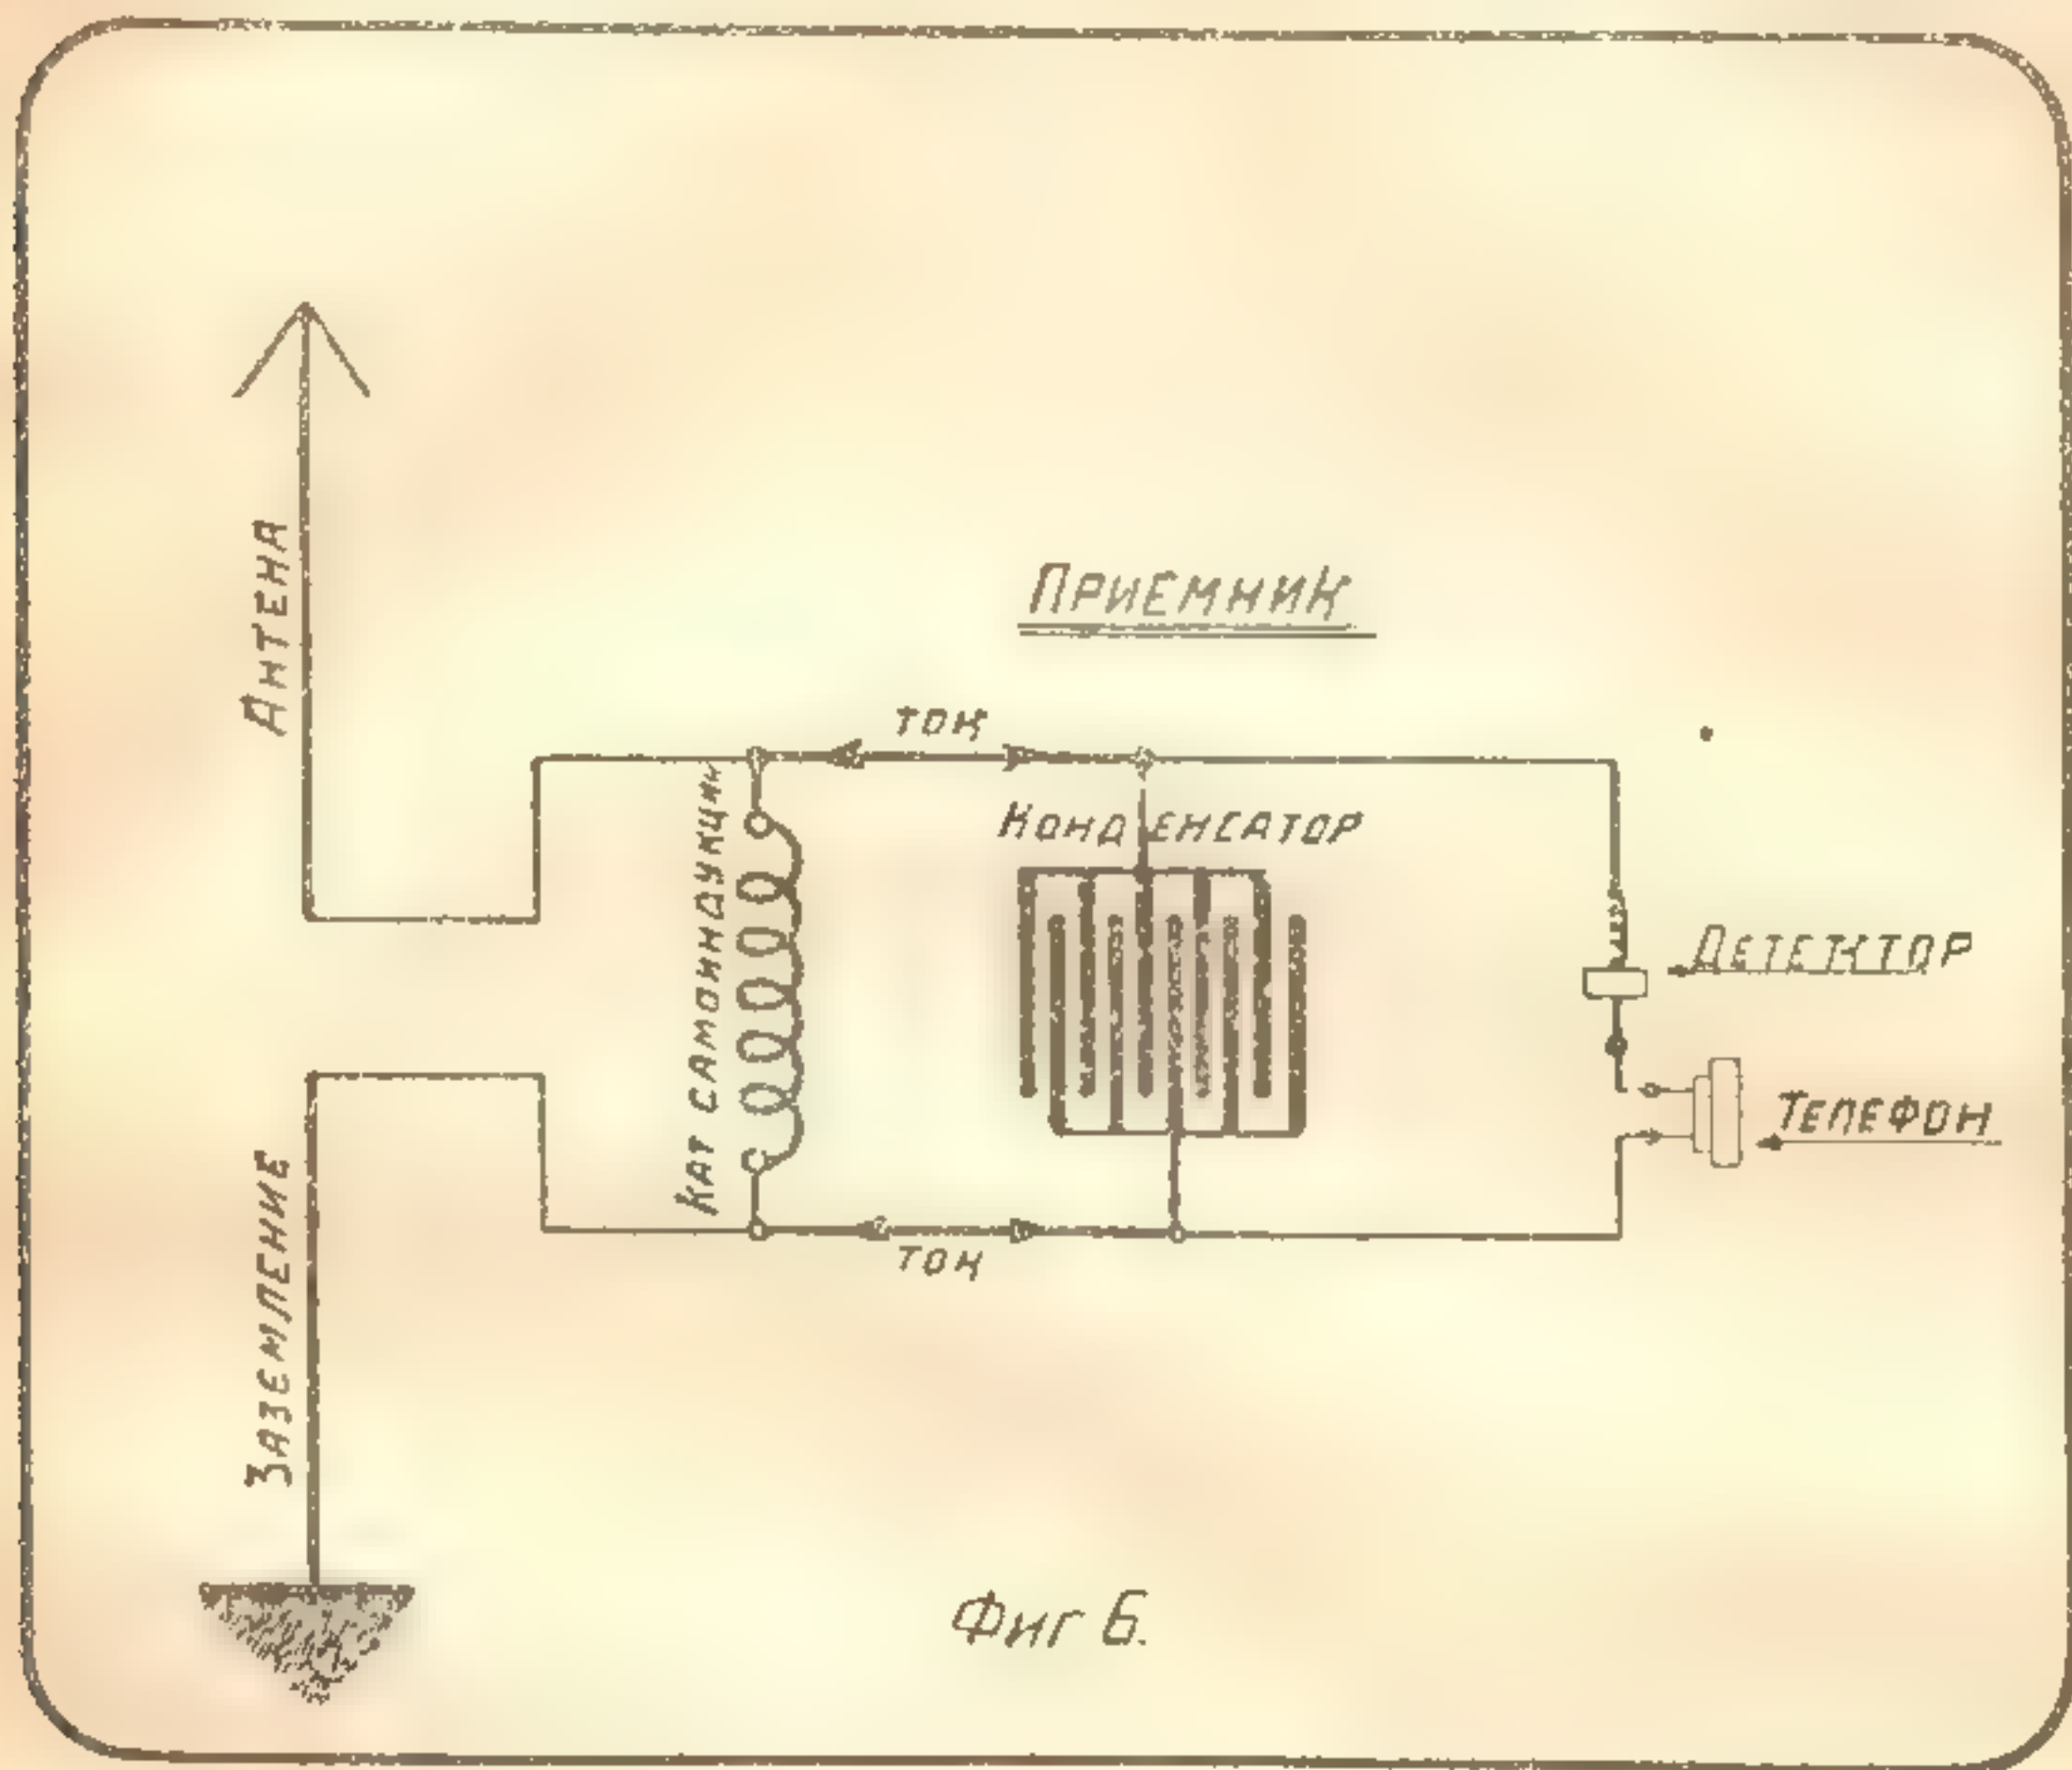 Антена
Приемник
ток
Кат самоиндукции
Конденсатор
Детектор
Телефон
ток
Заземление
Фиг 6.